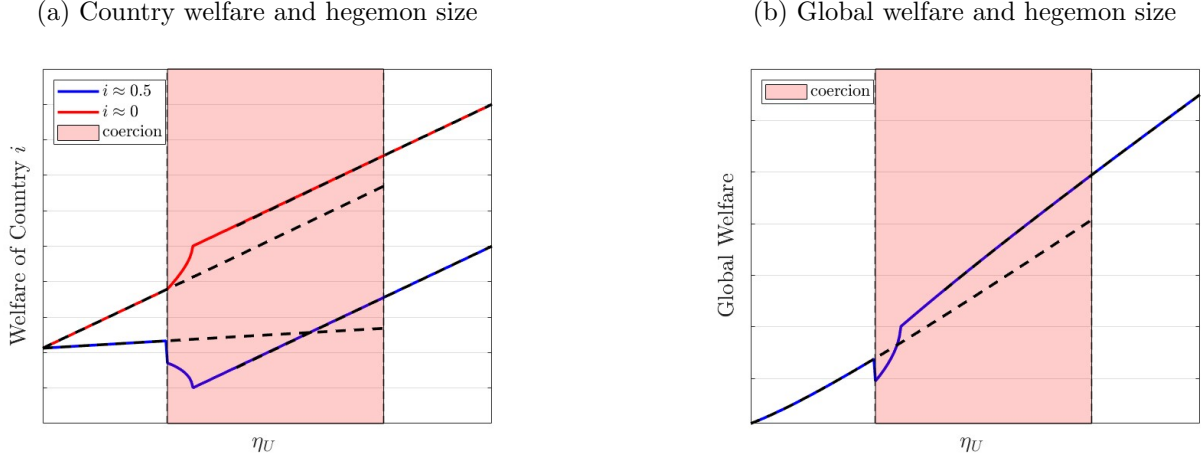 (a) Country welfare and hegemon size
Welfare of Country i
i ≈ 0.5
i ≈ 0
coercion
η_U
(b) Global welfare and hegemon size
Global Welfare
coercion
η_U